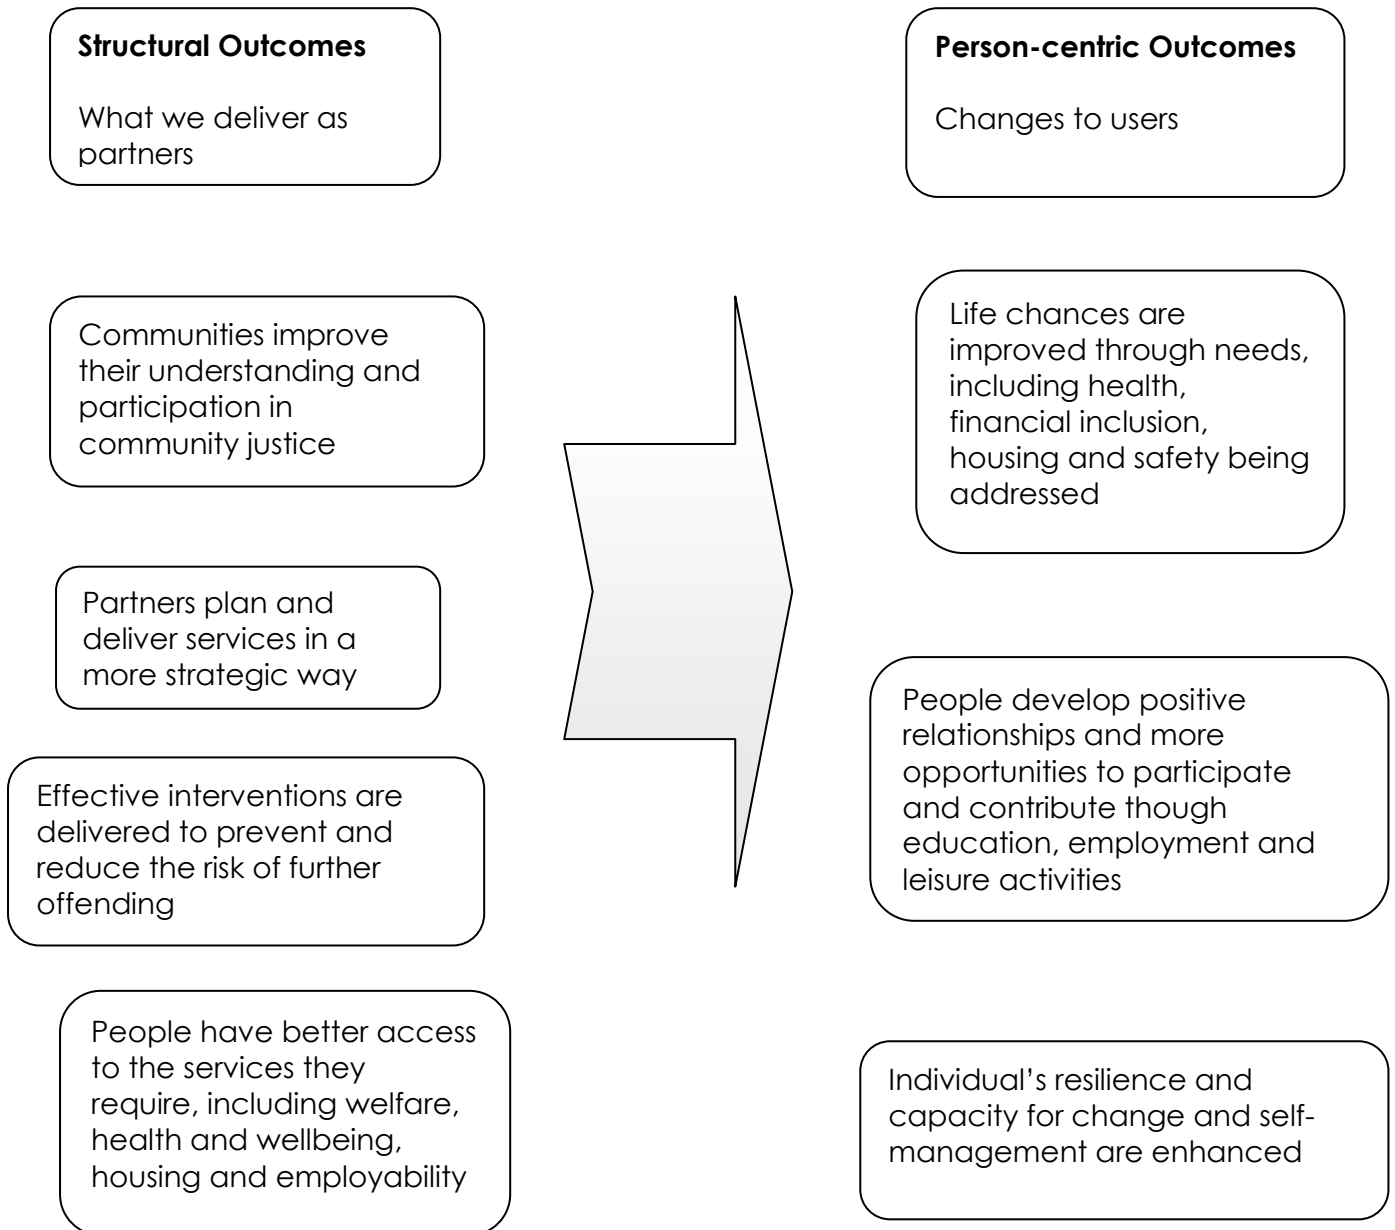 Structural Outcomes
What we deliver as
partners
Communities improve
their understanding and
participation in
community justice
Partners plan and
deliver services in a
more strategic way
Effective interventions are
delivered to prevent and
reduce the risk of further
offending
People have better access
to the services they
require, including welfare,
health and wellbeing,
housing and employability
Person-centric Outcomes
Changes to users
Life chances are
improved through needs,
including health,
financial inclusion,
housing and safety being
addressed
People develop positive
relationships and more
opportunities to participate
and contribute though
education, employment and
leisure activities
Individual’s resilience and
capacity for change and self-
management are enhanced